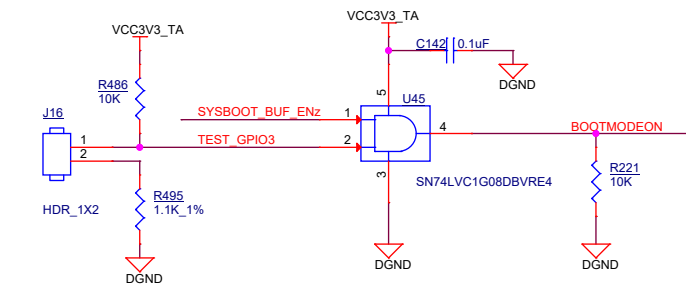 VCC3V3_TA
VCC3V3_TA
C142 0.1uF
DGND
R486
10K
5
U45
J16
SYSBOOT_BUF_ENz 1
1 TEST_GPIO3 2
4 BOOTMODEON
2
3
SN74LVC1G08DBVRE4
R221
10K
HDR_1X2
R495
1.1K_1%
DGND
DGND
DGND